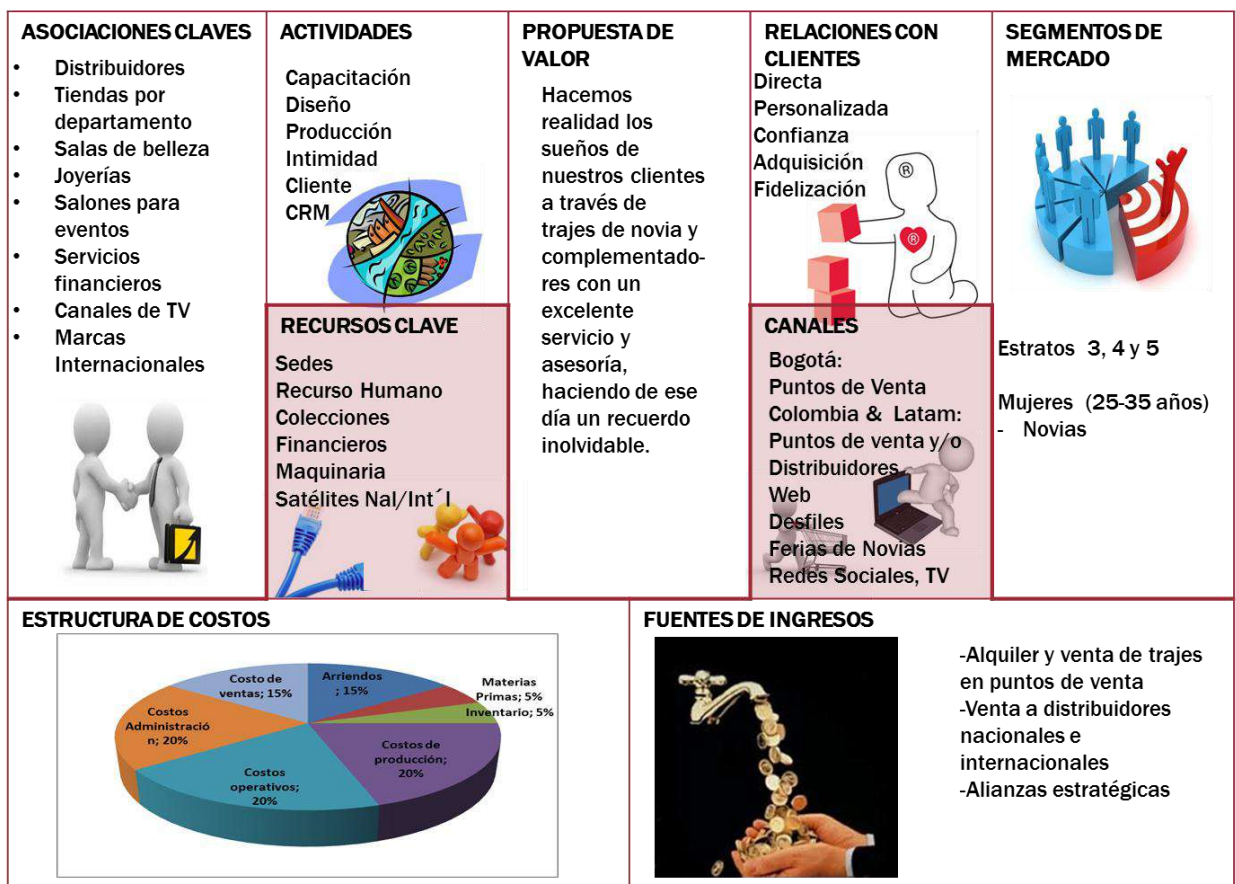 ASOCIACIONES CLAVES
• Distribuidores
• Tiendas por
departamento
• Salas de belleza
• Joyerías
• Salones para
eventos
• Servicios
financieros
• Canales de TV
• Marcas
Internacionales
ACTIVIDADES
Capacitación
Diseño
Producción
Intimidad
Cliente
CRM
RECURSOS CLAVE
Sedes
Recurso Humano
Colecciones
Financieros
Maquinaria
Satélites Nal/Int´l
PROPUESTA DE
VALOR
Hacemos
realidad los
sueños de
nuestros clientes
a través de
trajes de novia y
complementado-
res con un
excelente
servicio y
asesoría,
haciendo de ese
día un recuerdo
inolvidable.
RELACIONES CON
CLIENTES
Directa
Personalizada
Confianza
Adquisición
Fidelización
®
®
CANALES
Bogotá:
Puntos de Venta
Colombia & Latam:
Puntos de venta y/o
Distribuidores
Web
Desfiles
Ferias de Novias
Redes Sociales, TV
SEGMENTOS DE
MERCADO
Estratos 3, 4 y 5
Mujeres (25-35 años)
- Novias
ESTRUCTURA DE COSTOS
Costo de
ventas; 15%
Arriendos
; 15%
Materias
Primas; 5%
Inventario; 5%
Costos
Administració
n; 20%
Costos de
producción;
20%
Costos
operativos;
20%
FUENTES DE INGRESOS
-Alquiler y venta de trajes
en puntos de venta
-Venta a distribuidores
nacionales e
internacionales
-Alianzas estratégicas